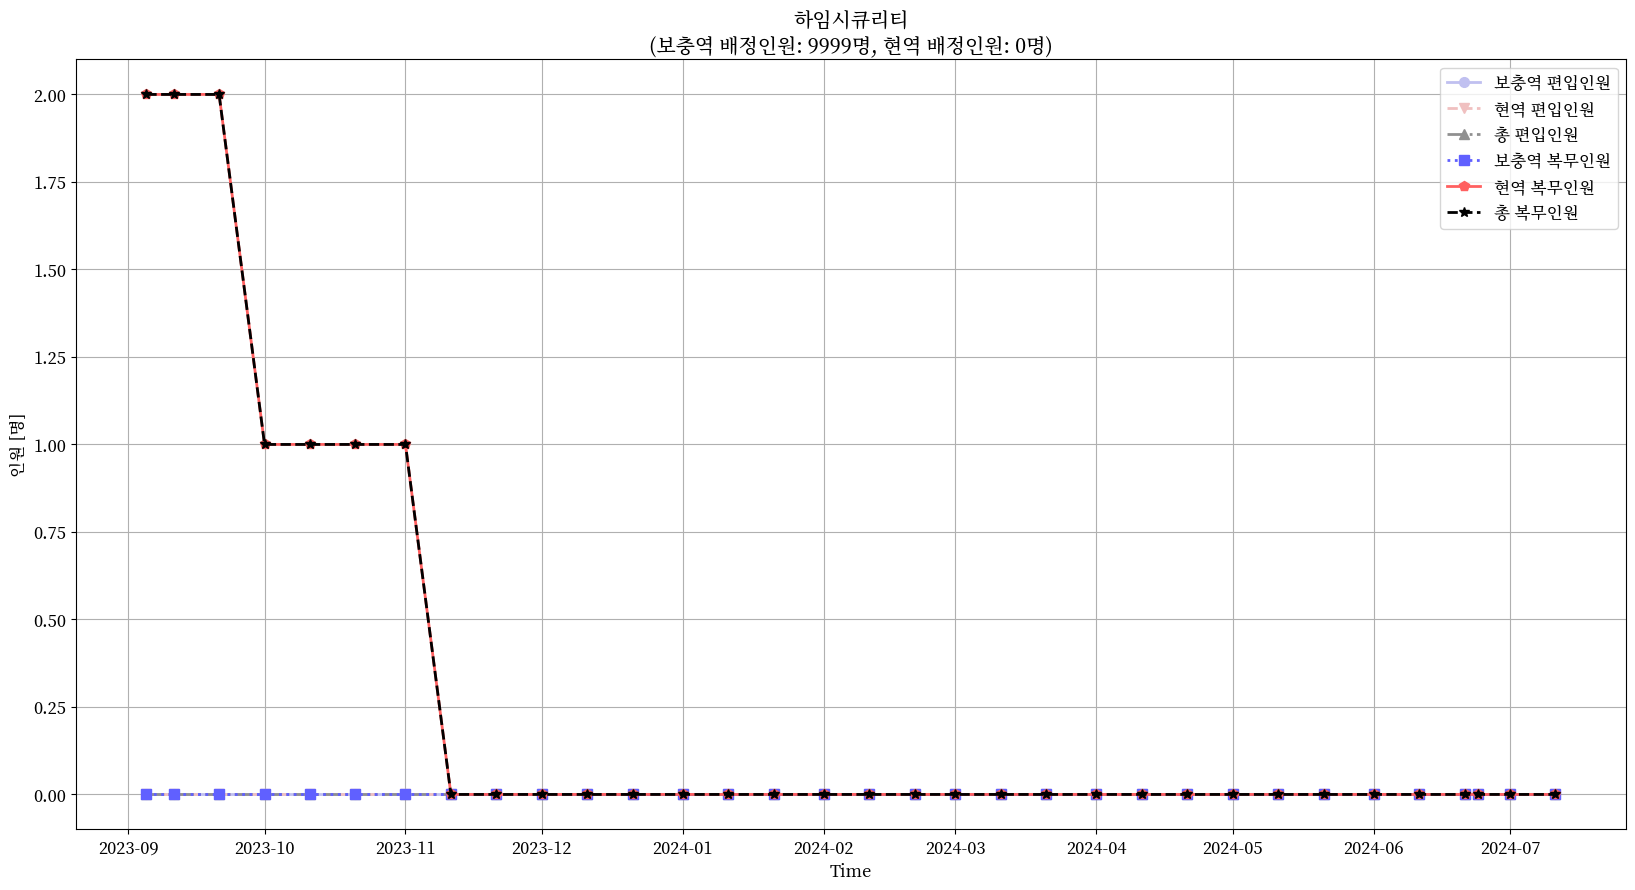 하임시큐리티
(보충역 배정인원: 9999명, 현역 배정인원: 0명)
보충역 편입인원
현역 편입인원
총 편입인원
보충역 복무인원
현역 복무인원
총 복무인원
2.00
1.75
1.50
1.25
1.00
0.75
0.50
0.25
0.00
인원 [명]
2023-09 2023-10 2023-11 2023-12 2024-01 2024-02 2024-03 2024-04 2024-05 2024-06 2024-07
Time